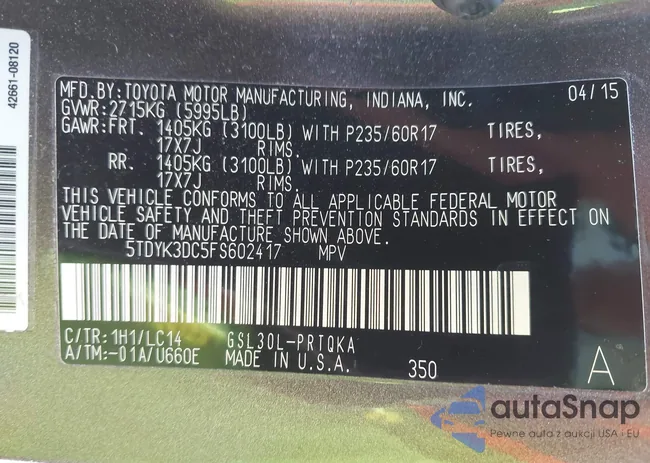 42661-08120
MFD.BY:TOYOTA MOTOR MANUFACTURING, INDIANA, INC. 04/15
GVWR:2715KG (5995LB)
GAWR:FRT. 1405KG (3100LB) WITH P235/60R17 TIRES,
17X7J RIMS.
RR. 1405KG (3100LB) WITH P235/60R17 TIRES,
17X7J RIMS.
THIS VEHICLE CONFORMS TO ALL APPLICABLE FEDERAL MOTOR
VEHICLE SAFETY AND THEFT PREVENTION STANDARDS IN EFFECT ON
THE DATE OF MANUFACTURE SHOWN ABOVE.
5TDYK3DC5FS602417 MPV
C/TR:1H1/LC14 GSL30L-PRTQKA
A/TM:-01A/U660E MADE IN U.S.A. 350 A
autaSnap
Pewne auta z aukcji USA i EU